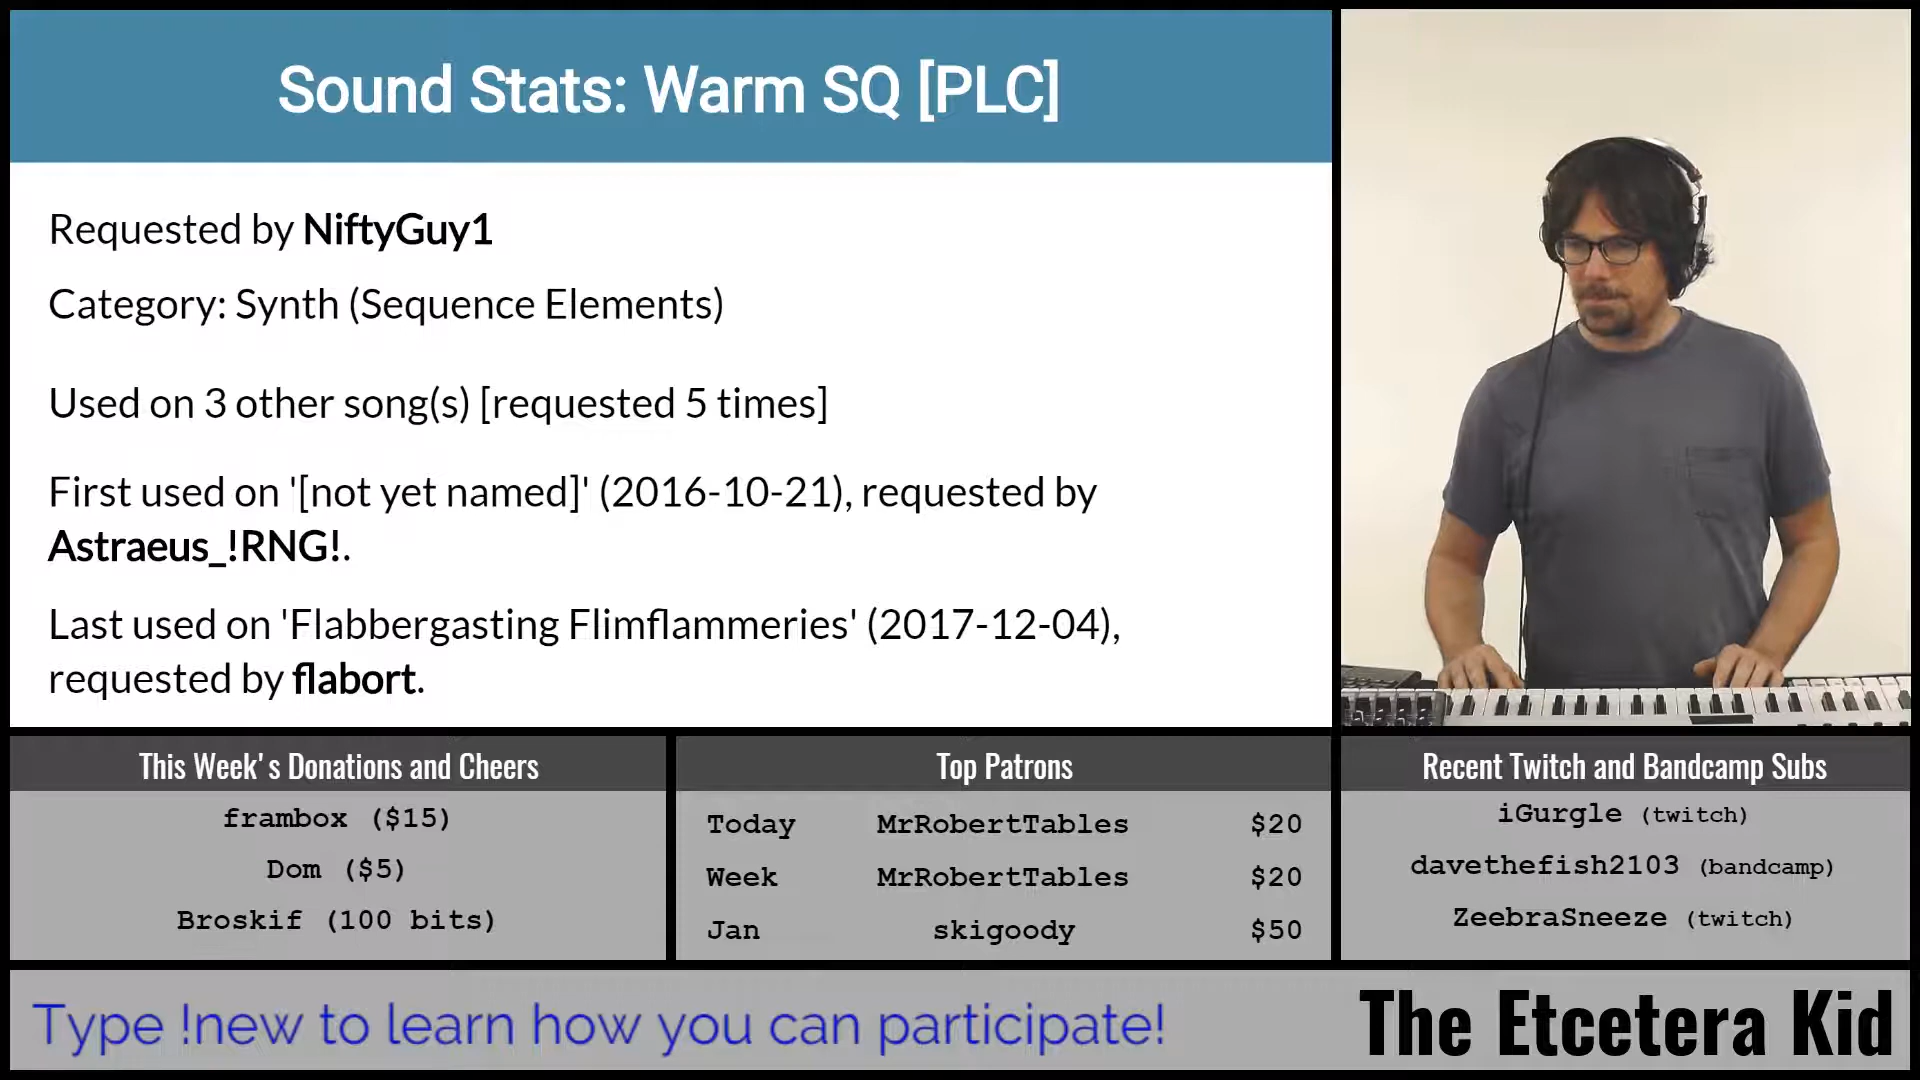 Sound Stats: Warm SQ [PLC]
Requested by NiftyGuy1
Category: Synth (Sequence Elements)
Used on 3 other song(s) [requested 5 times]
First used on '[not yet named]' (2016-10-21), requested by
Astraeus_!RNG!.
Last used on 'Flabbergasting Flimflammeries' (2017-12-04),
requested by flabort.
This Week's Donations and Cheers
frambox ($15)
Dom ($5)
Broskif (100 bits)
Top Patrons
Today MrRobertTables $20
Week MrRobertTables $20
Jan skigoody $50
Recent Twitch and Bandcamp Subs
iGurgle (twitch)
davethefish2103 (bandcamp)
ZeebraSneeze (twitch)
Type !new to learn how you can participate!
The Etcetera Kid